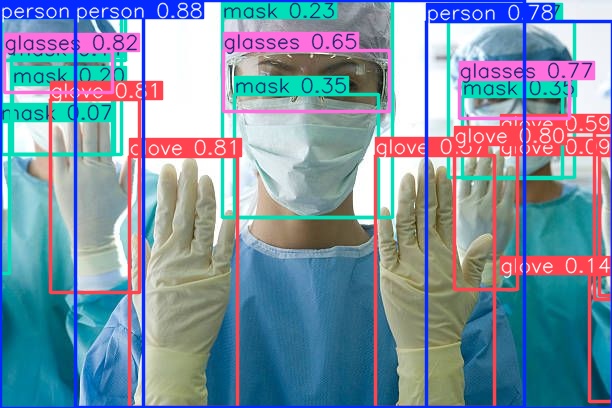 person
person 0.88
mask 0.23
person 0.78
glasses 0.82
glasses 0.65
glasses 0.77
mask 0.20
mask 0.35
mask 0.35
glove 0.81
mask 0.07
glove 0.59
glove 0.80
glove 0.81
glove 0.14